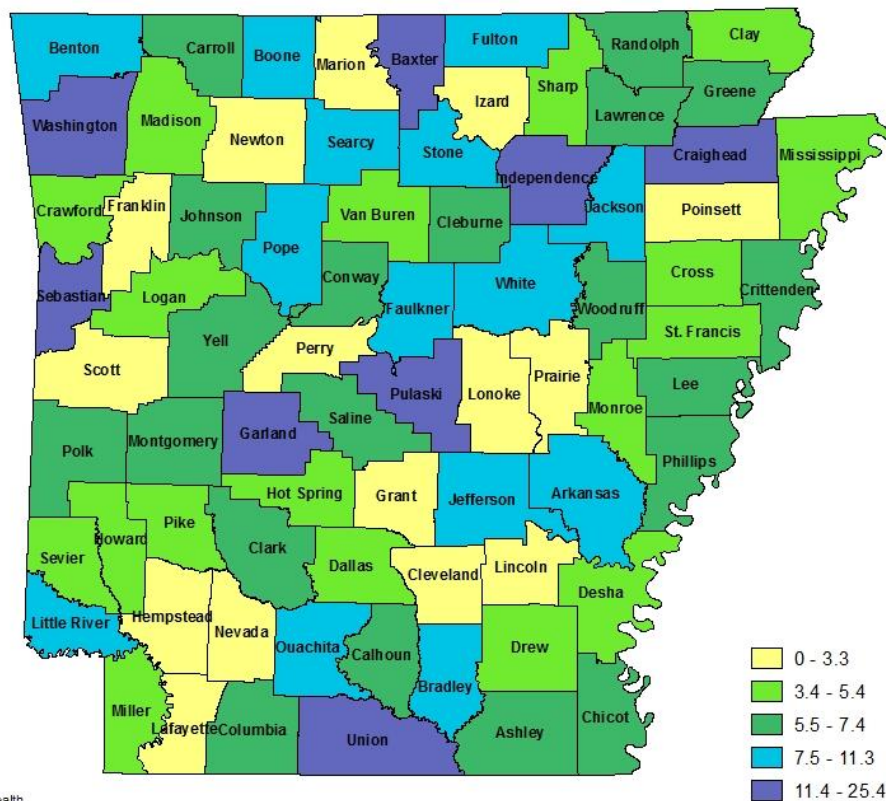 Benton
Carroll
Boone
Marion
Baxter
Fulton
Randolph
Clay
Izard
Sharp
Lawrence
Greene
Washington
Madison
Newton
Searcy
Stone
Independence
Jackson
Craighead
Mississippi
Crawford
Franklin
Johnson
Pope
Van Buren
Cleburne
Poinsett
Sebastian
Logan
Conway
Faulkner
White
Woodruff
Cross
Crittenden
Scott
Yell
Perry
Pulaski
Lonoke
Prairie
St. Francis
Lee
Monroe
Phillips
Polk
Montgomery
Garland
Saline
Hot Spring
Grant
Jefferson
Arkansas
Sevier
Howard
Pike
Clark
Dallas
Cleveland
Lincoln
Desha
Little River
Hempstead
Nevada
Ouachita
Calhoun
Bradley
Drew
Miller
Lafayette
Columbia
Union
Ashley
Chicot
0 - 3.3
3.4 - 5.4
5.5 - 7.4
7.5 - 11.3
11.4 - 25.4